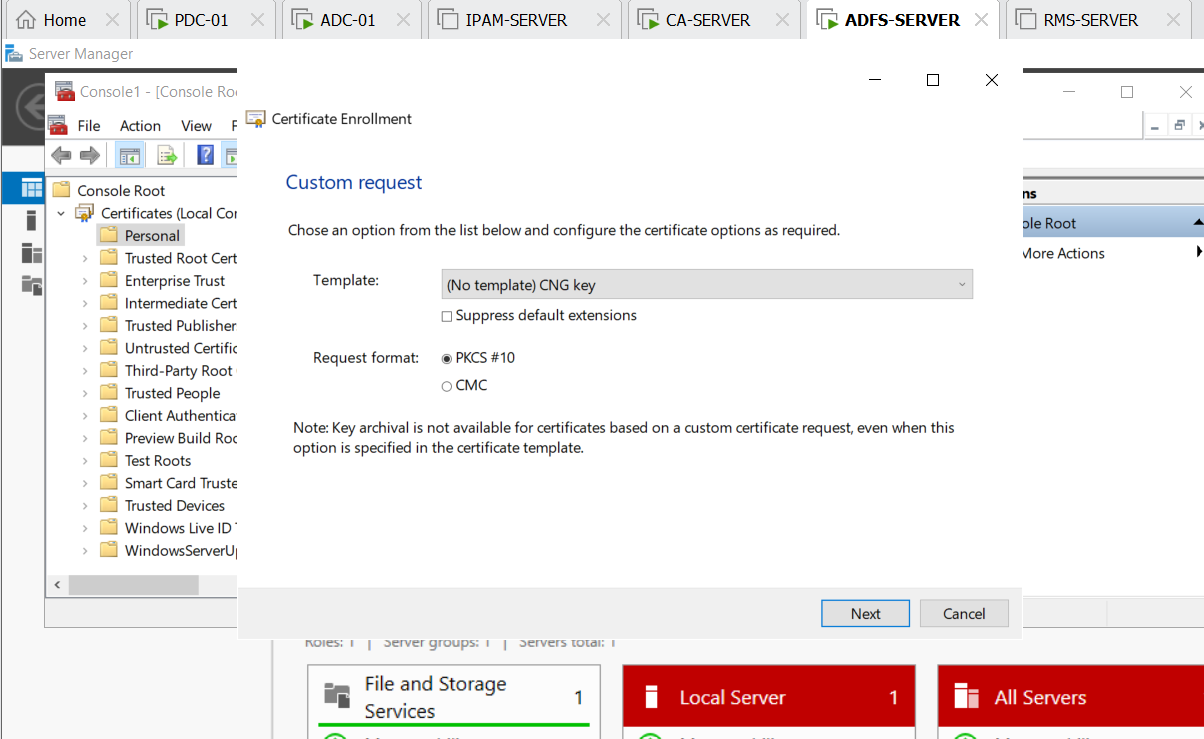 Home
PDC-01
ADC-01
IPAM-SERVER
CA-SERVER
ADFS-SERVER
RMS-SERVER
Server Manager
Console1 - [Console Roo
File Action View
Certificate Enrollment
Custom request
Chose an option from the list below and configure the certificate options as required.
Template:
(No template) CNG key
Suppress default extensions
Request format:
PKCS #10
CMC
Note: Key archival is not available for certificates based on a custom certificate request, even when this
option is specified in the certificate template.
Next
Cancel
Console Root
Certificates (Local Con
Personal
Trusted Root Cert
Enterprise Trust
Intermediate Cert
Trusted Publisher
Untrusted Certific
Third-Party Root
Trusted People
Client Authentica
Preview Build Roo
Test Roots
Smart Card Truste
Trusted Devices
Windows Live ID
WindowsServerUp
ns
ole Root
More Actions
Roles: 1 | Server groups: 1 | Servers total: 1
File and Storage
Services
1
Local Server
1
All Servers